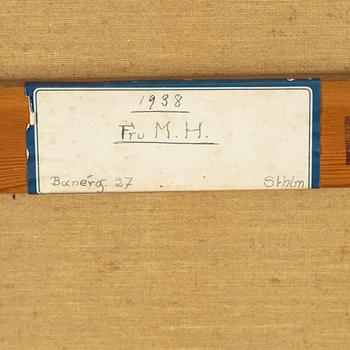 1938
Fru M. H.
Banérg. 27 Sthlm